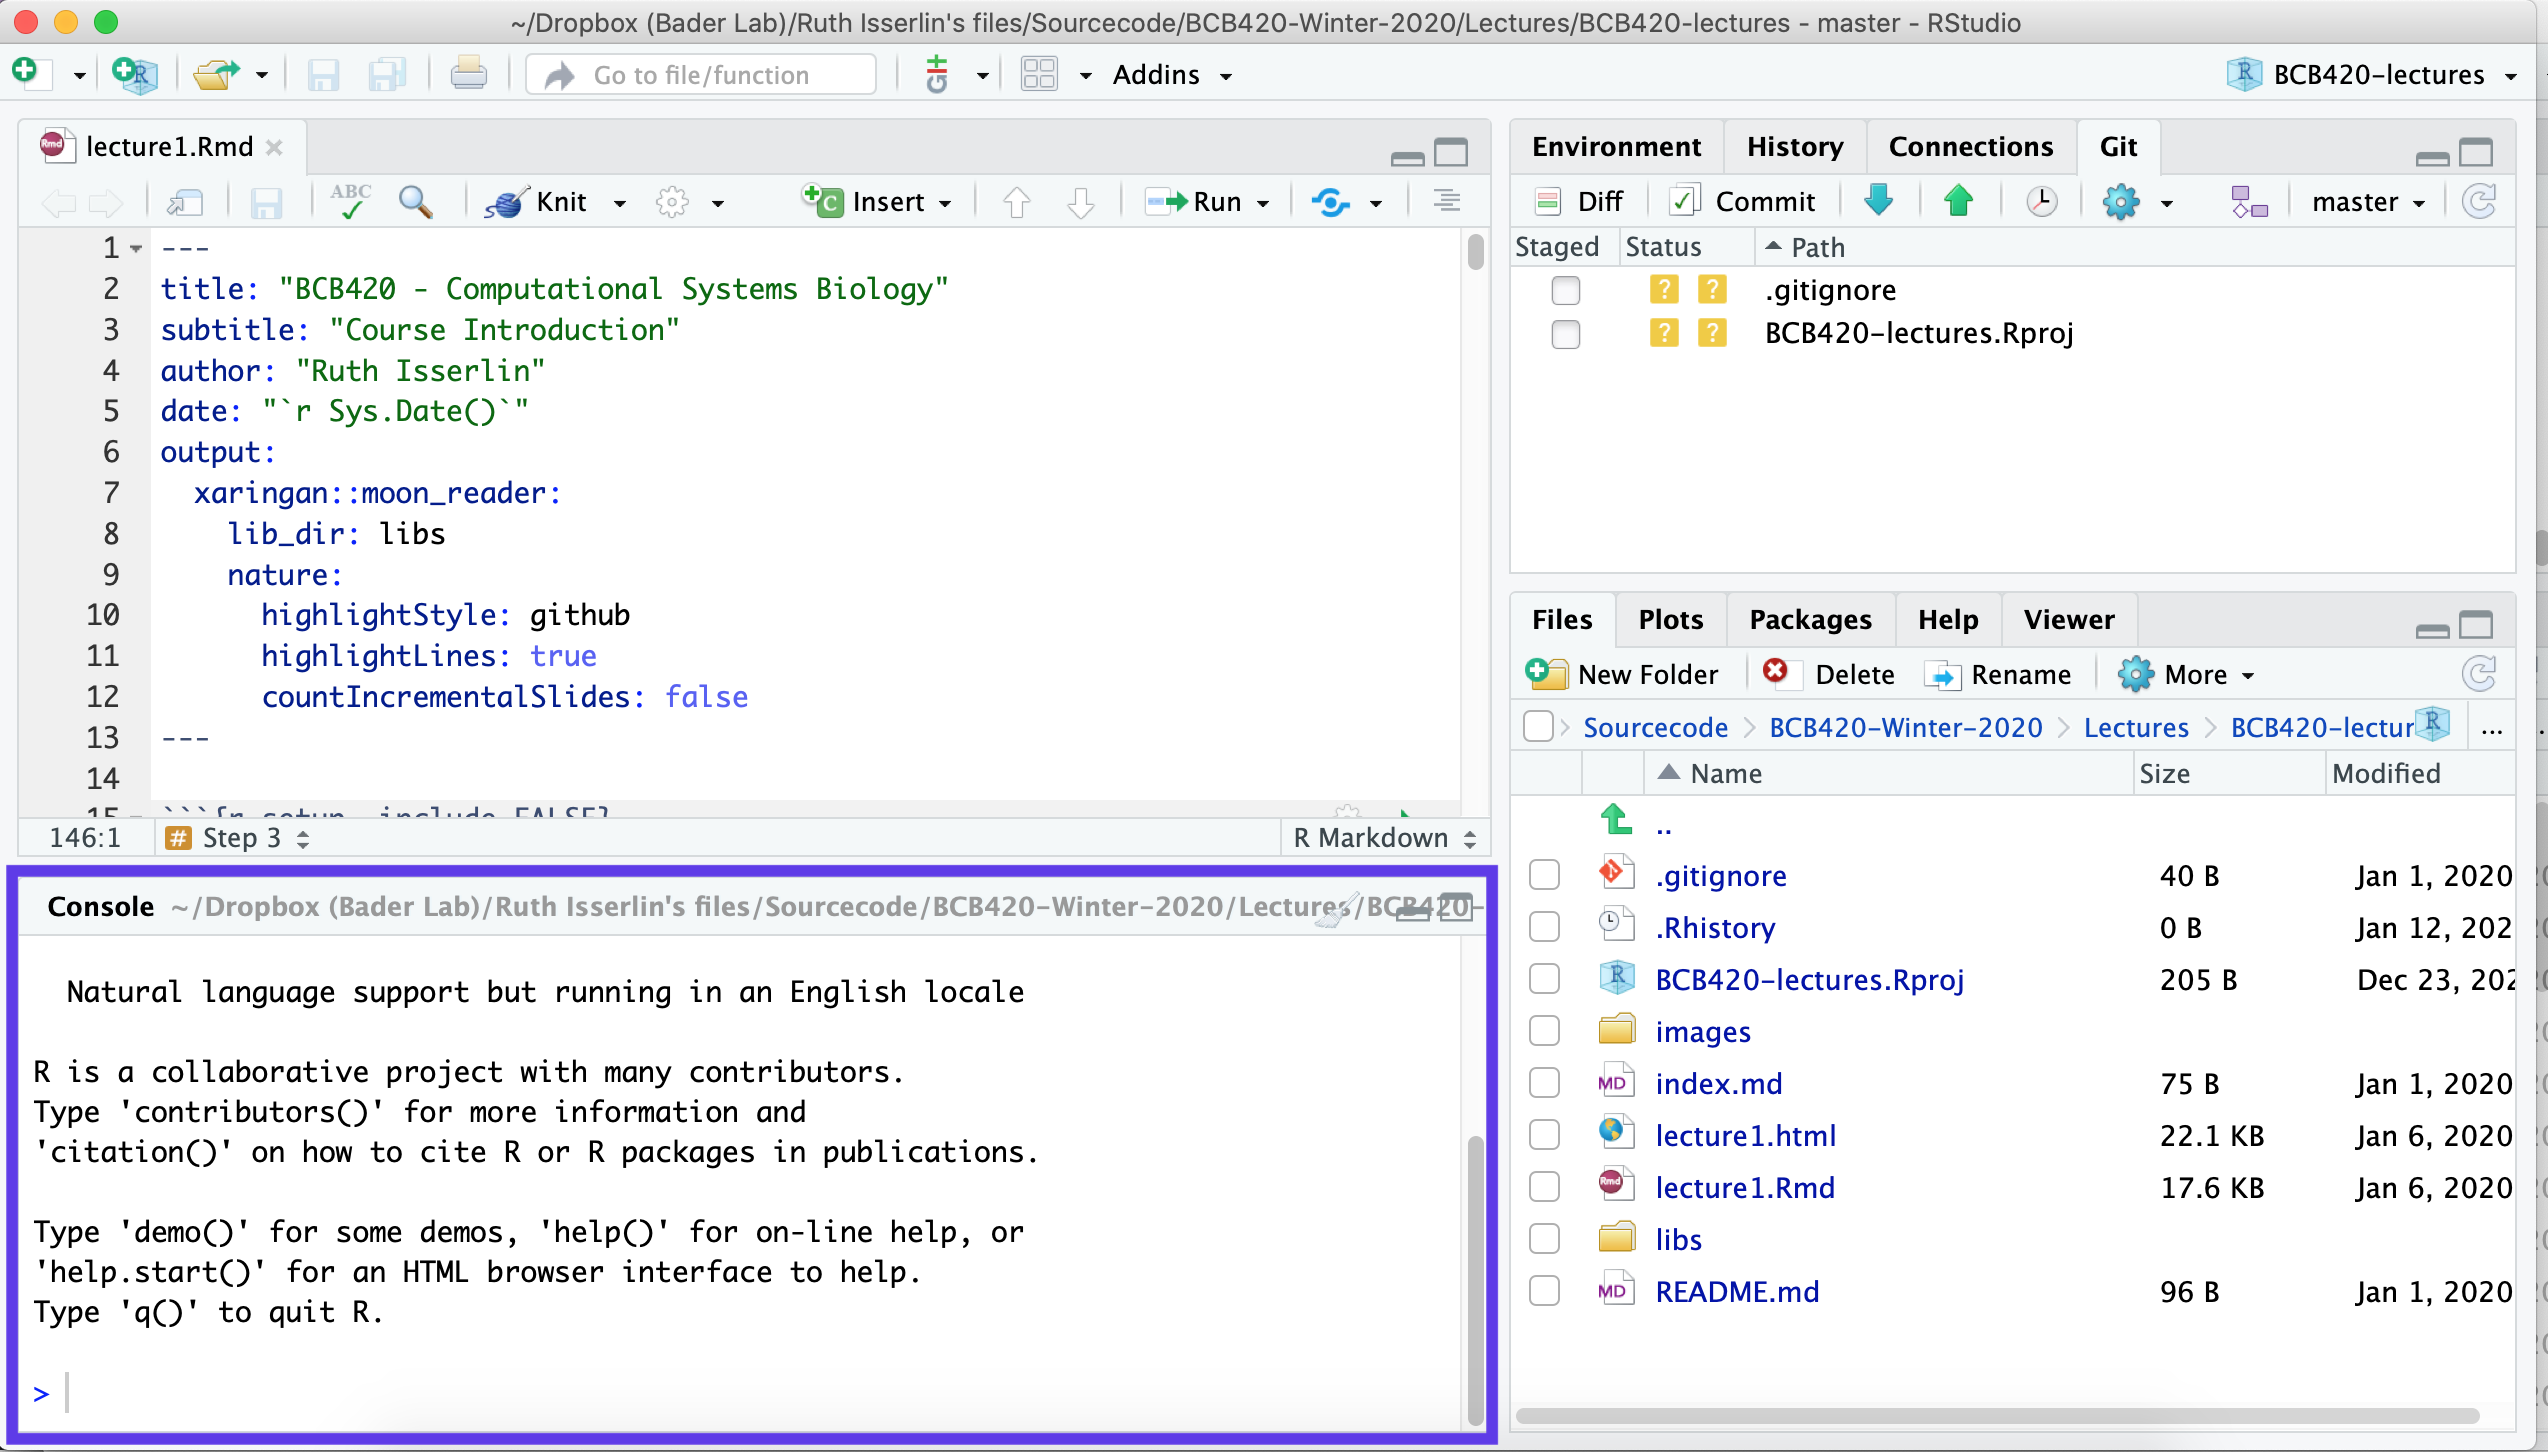 ~/Dropbox (Bader Lab)/Ruth Isserlin's files/Sourcecode/BCB420-Winter-2020/Lectures/BCB420-lectures - master - RStudio
Go to file/function
Addins
BCB420-lectures
lecture1.Rmd
ABC
Knit
Insert
Run
1 ---
2 title: "BCB420 - Computational Systems Biology"
3 subtitle: "Course Introduction"
4 author: "Ruth Isserlin"
5 date: "`r Sys.Date()`"
6 output:
7 xaringan::moon_reader:
8 lib_dir: libs
9 nature:
10 highlightStyle: github
11 highlightLines: true
12 countIncrementalSlides: false
13 ---
14
15 ```{r setup, include=FALSE}
146:1 # Step 3 R Markdown
Console ~/Dropbox (Bader Lab)/Ruth Isserlin's files/Sourcecode/BCB420-Winter-2020/Lectures/BCB420-
Natural language support but running in an English locale
R is a collaborative project with many contributors.
Type 'contributors()' for more information and
'citation()' on how to cite R or R packages in publications.
Type 'demo()' for some demos, 'help()' for on-line help, or
'help.start()' for an HTML browser interface to help.
Type 'q()' to quit R.
>
Environment History Connections Git
Diff Commit master
Staged Status Path
? ? .gitignore
? ? BCB420-lectures.Rproj
Files Plots Packages Help Viewer
New Folder Delete Rename More
Sourcecode BCB420-Winter-2020 Lectures BCB420-lectur ...
Name Size Modified
..
.gitignore 40 B Jan 1, 2020
.Rhistory 0 B Jan 12, 202
BCB420-lectures.Rproj 205 B Dec 23, 202
images
MD index.md 75 B Jan 1, 2020
lecture1.html 22.1 KB Jan 6, 2020
Rmd lecture1.Rmd 17.6 KB Jan 6, 2020
libs
MD README.md 96 B Jan 1, 2020